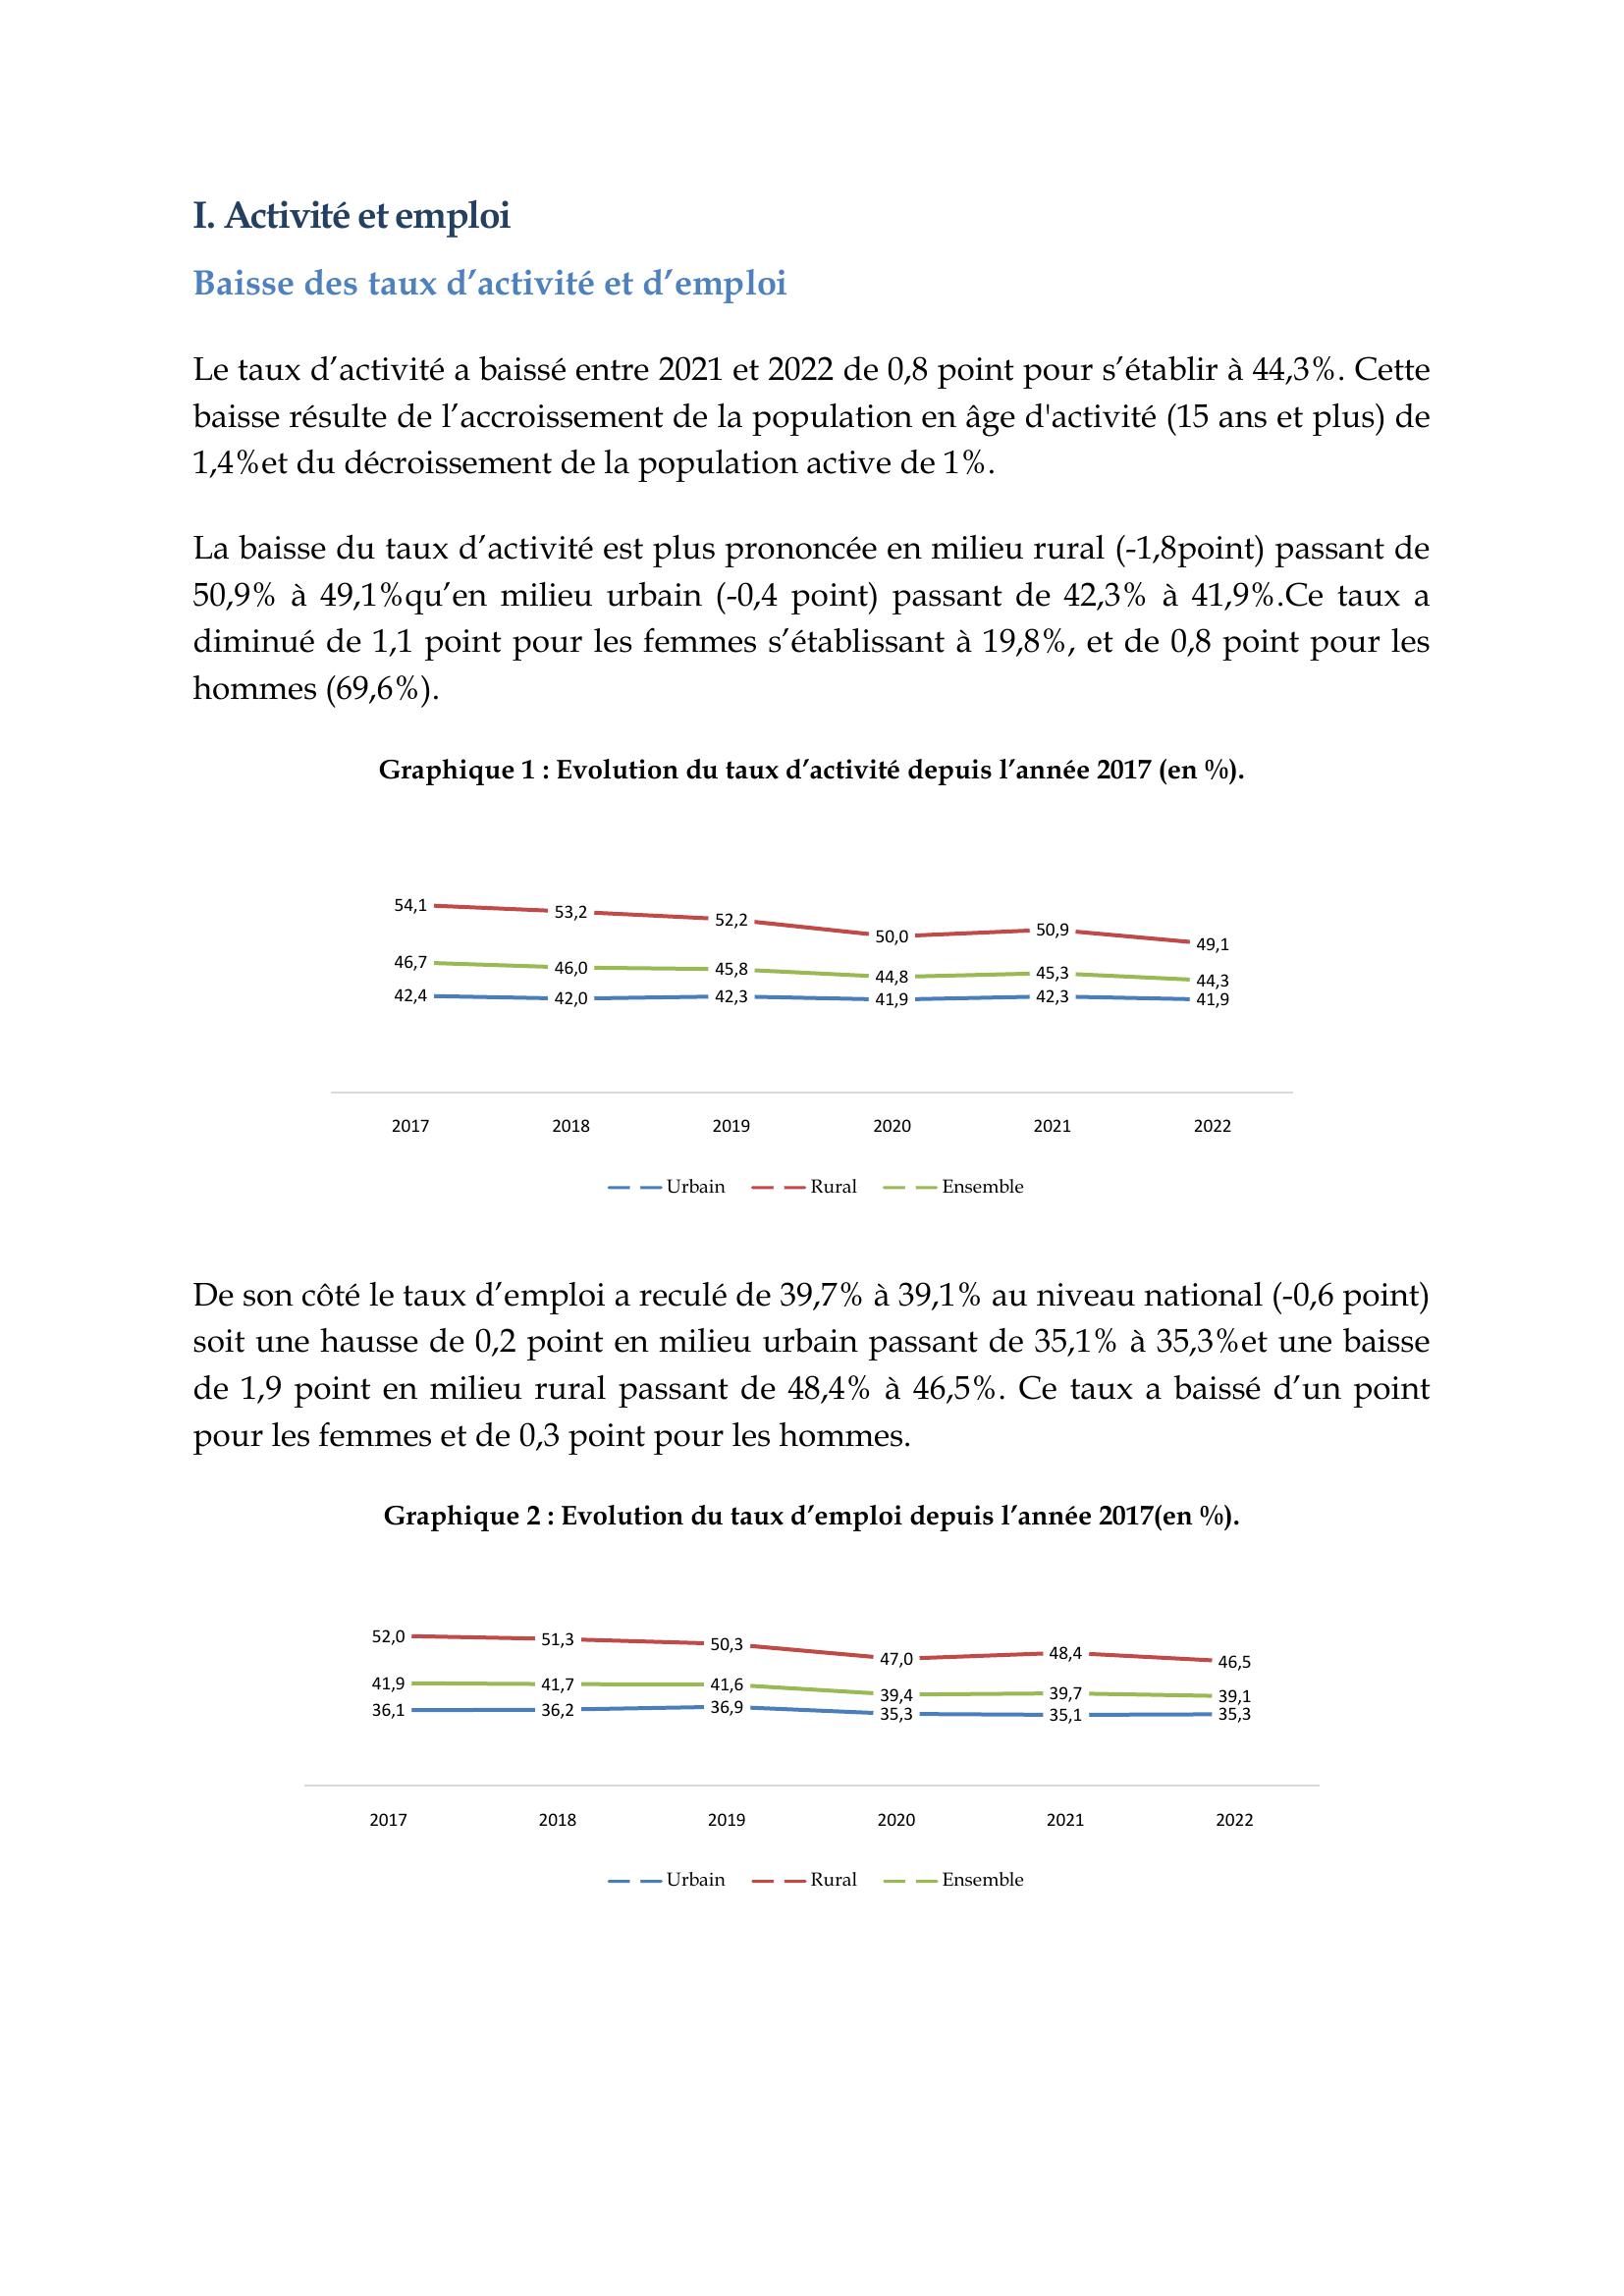 I. Activité et emploi
Baisse des taux d’activité et d’emploi
Le taux d’activité a baissé entre 2021 et 2022 de 0,8 point pour s’établir à 44,3%. Cette
baisse résulte de l’accroissement de la population en âge d'activité (15 ans et plus) de
1,4%et du décroissement de la population active de 1%.
La baisse du taux d’activité est plus prononcée en milieu rural (-1,8point) passant de
50,9% à 49,1%qu’en milieu urbain (-0,4 point) passant de 42,3% à 41,9%.Ce taux a
diminué de 1,1 point pour les femmes s’établissant à 19,8%, et de 0,8 point pour les
hommes (69,6%).
Graphique 1 : Evolution du taux d’activité depuis l’année 2017 (en %).
54,1 53,2 52,2 50,0 50,9 49,1
46,7 46,0 45,8 44,8 45,3 44,3
42,4 42,0 42,3 41,9 42,3 41,9
2017 2018 2019 2020 2021 2022
Urbain Rural Ensemble
De son côté le taux d’emploi a reculé de 39,7% à 39,1% au niveau national (-0,6 point)
soit une hausse de 0,2 point en milieu urbain passant de 35,1% à 35,3%et une baisse
de 1,9 point en milieu rural passant de 48,4% à 46,5%. Ce taux a baissé d’un point
pour les femmes et de 0,3 point pour les hommes.
Graphique 2 : Evolution du taux d’emploi depuis l’année 2017(en %).
52,0 51,3 50,3 47,0 48,4 46,5
41,9 41,7 41,6 39,4 39,7 39,1
36,1 36,2 36,9 35,3 35,1 35,3
2017 2018 2019 2020 2021 2022
Urbain Rural Ensemble